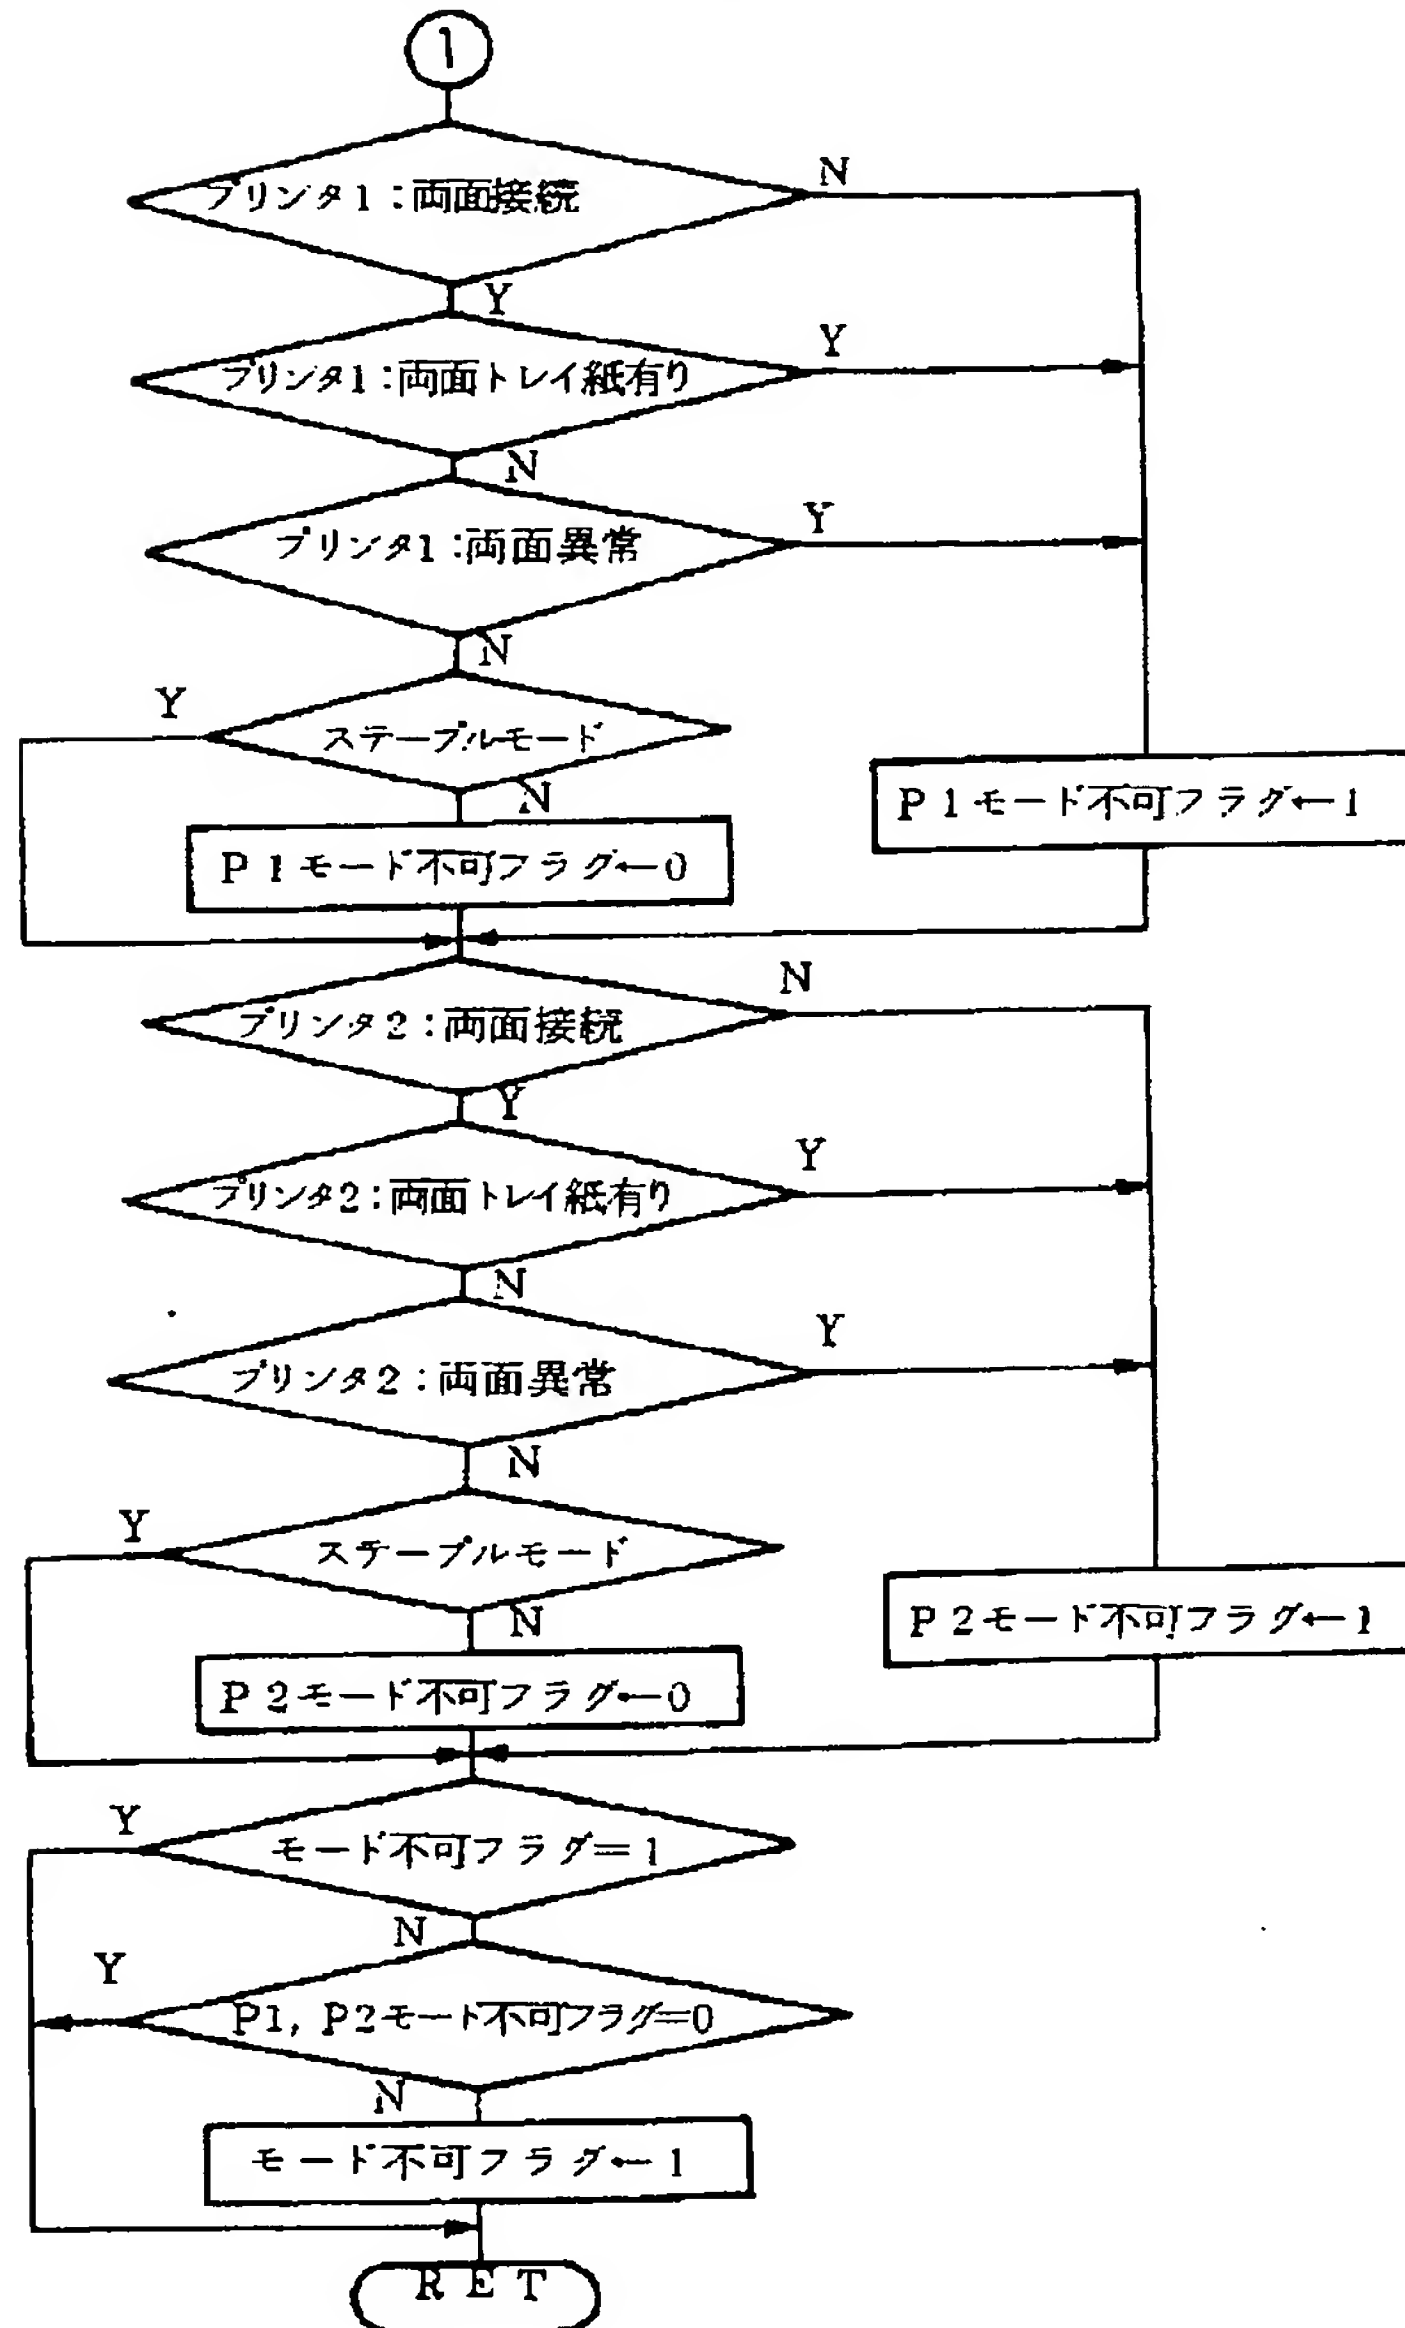 1
プリンタ1:両面接続
N
Y
プリンタ1:両面トレイ紙有り
Y
N
プリンタ1:両面異常
Y
N
ステープルモード
Y
N
P1モード不可フラグ←1
P1モード不可フラグ←0
プリンタ2:両面接続
N
Y
プリンタ2:両面トレイ紙有り
Y
N
プリンタ2:両面異常
Y
N
ステープルモード
Y
N
P2モード不可フラグ←1
P2モード不可フラグ←0
モード不可フラグ=1
Y
N
P1, P2モード不可フラグ=0
Y
N
モード不可フラグ←1
RET